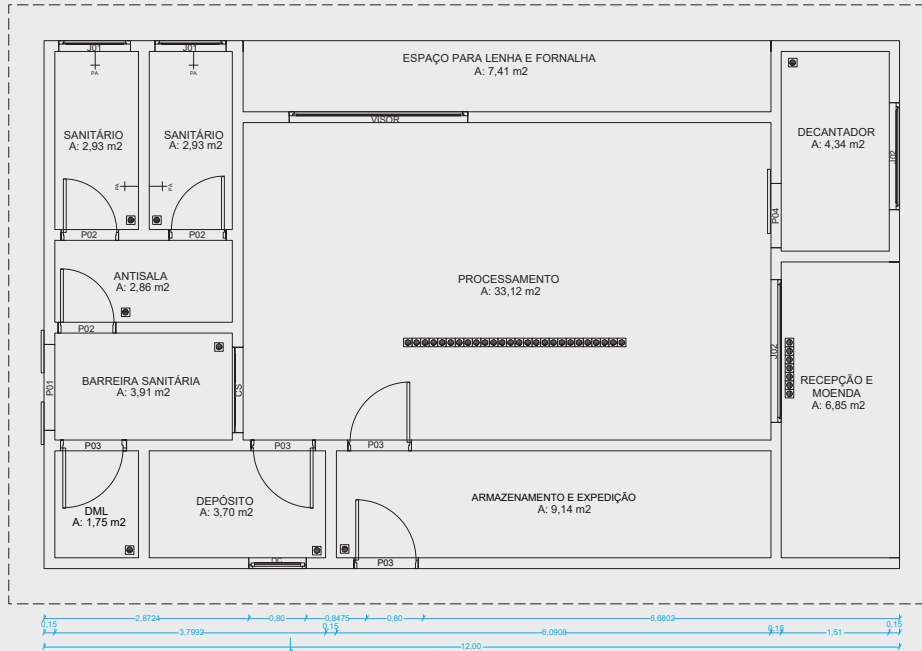 J01
J01
PA
PA
ESPAÇO PARA LENHA E FORNALHA
A: 7,41 m2
VISOR
SANITÁRIO
A: 2,93 m2
SANITÁRIO
A: 2,93 m2
DECANTADOR
A: 4,34 m2
J02
PA
PA
P02
P02
P04
ANTISALA
A: 2,86 m2
PROCESSAMENTO
A: 33,12 m2
P02
J02
BARREIRA SANITÁRIA
A: 3,91 m2
P01
CS
RECEPÇÃO E
MOENDA
A: 6,85 m2
P03
P03
P03
DML
A: 1,75 m2
DEPÓSITO
A: 3,70 m2
ARMAZENAMENTO E EXPEDIÇÃO
A: 9,14 m2
P03
2,8724
0,80
0,8475
0,80
6,6802
0,15
3,7992
0,15
6,0908
0,15
1,51
0,15
12,00